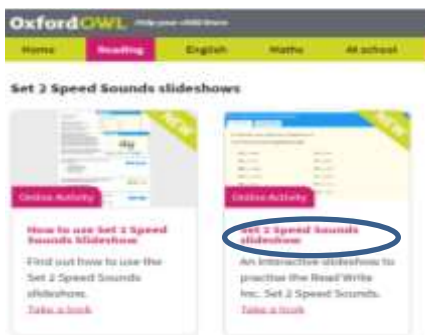 OxfordOWL Help your child learn
Home Reading English Maths At school
Set 2 Speed Sounds slideshows
NEW
NEW
Online Activity
Online Activity
How to use Set 2 Speed
Sounds Slideshow
Find out how to use the
Set 2 Speed Sounds
slideshow.
Take a look
Set 2 Speed Sounds
slideshow
An interactive slideshow to
practise the Read Write
Inc. Set 2 Speed Sounds.
Take a look